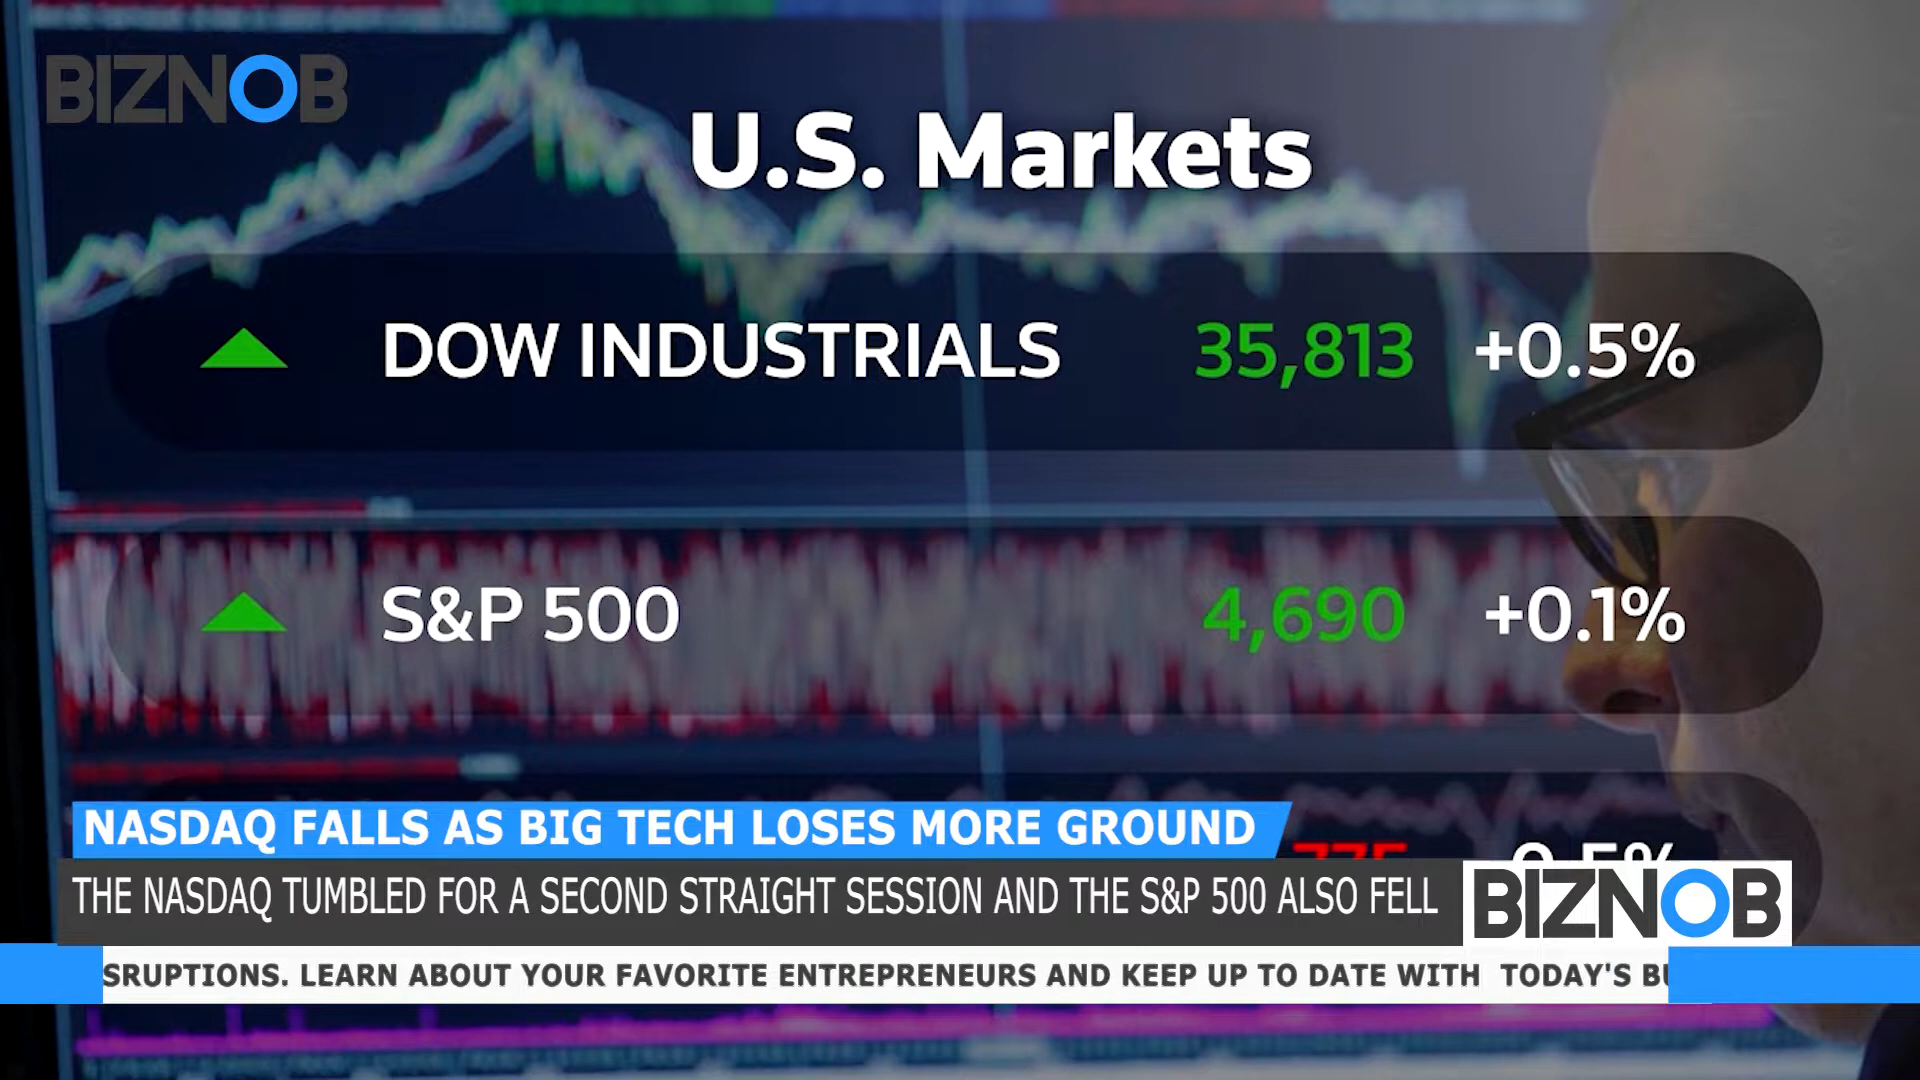 BIZNOB
U.S. Markets
DOW INDUSTRIALS 35,813 +0.5%
S&P 500 4,690 +0.1%
NASDAQ FALLS AS BIG TECH LOSES MORE GROUND
THE NASDAQ TUMBLED FOR A SECOND STRAIGHT SESSION AND THE S&P 500 ALSO FELL
BIZNOB
SRUPTIONS. LEARN ABOUT YOUR FAVORITE ENTREPRENEURS AND KEEP UP TO DATE WITH TODAY'S BU